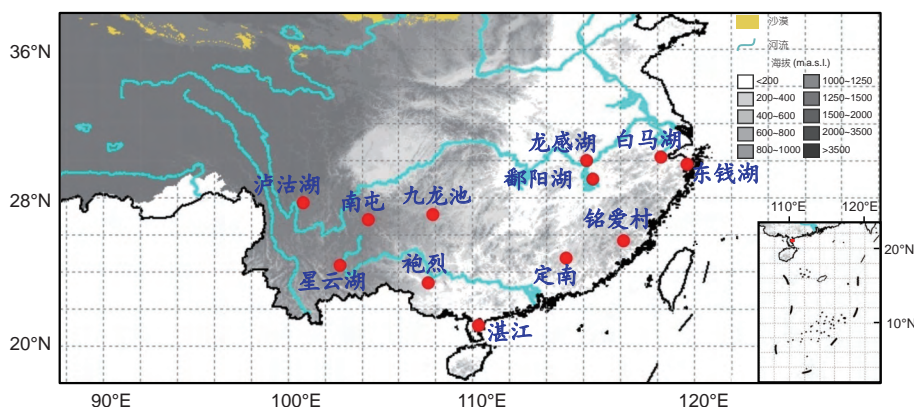 36°N
28°N
20°N
90°E
100°E
110°E
120°E
沙漠
河流
海拔 (m.a.s.l.)
<200
200–400
400–600
600–800
800–1000
1000–1250
1250–1500
1500–2000
2000–3500
>3500
龙感湖
白马湖
鄱阳湖
东钱湖
泸沽湖
南屯
九龙池
铭爱村
星云湖
袍烈
定南
湛江
110°E
120°E
20°N
10°N